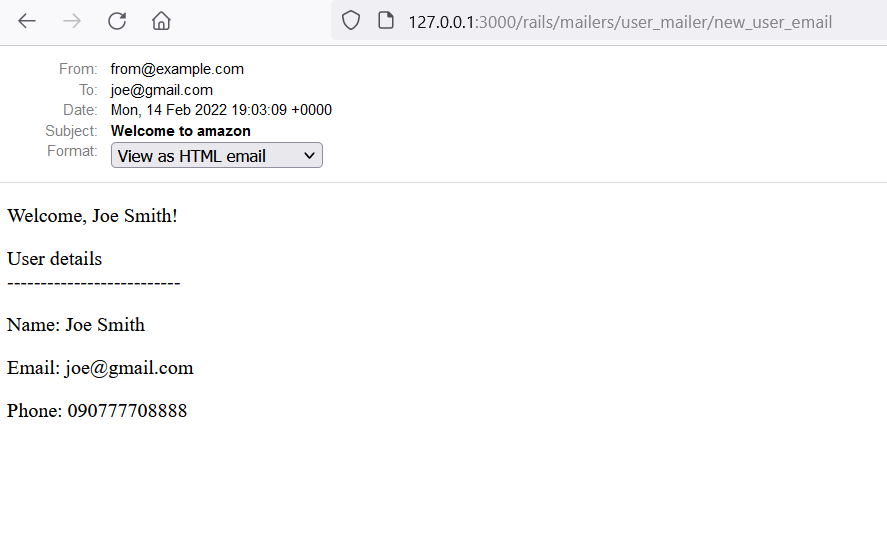 127.0.0.1:3000/rails/mailers/user_mailer/new_user_email
From: from@example.com
To: joe@gmail.com
Date: Mon, 14 Feb 2022 19:03:09 +0000
Subject: Welcome to amazon
Format: View as HTML email
Welcome, Joe Smith!
User details
--------------------------
Name: Joe Smith
Email: joe@gmail.com
Phone: 090777708888